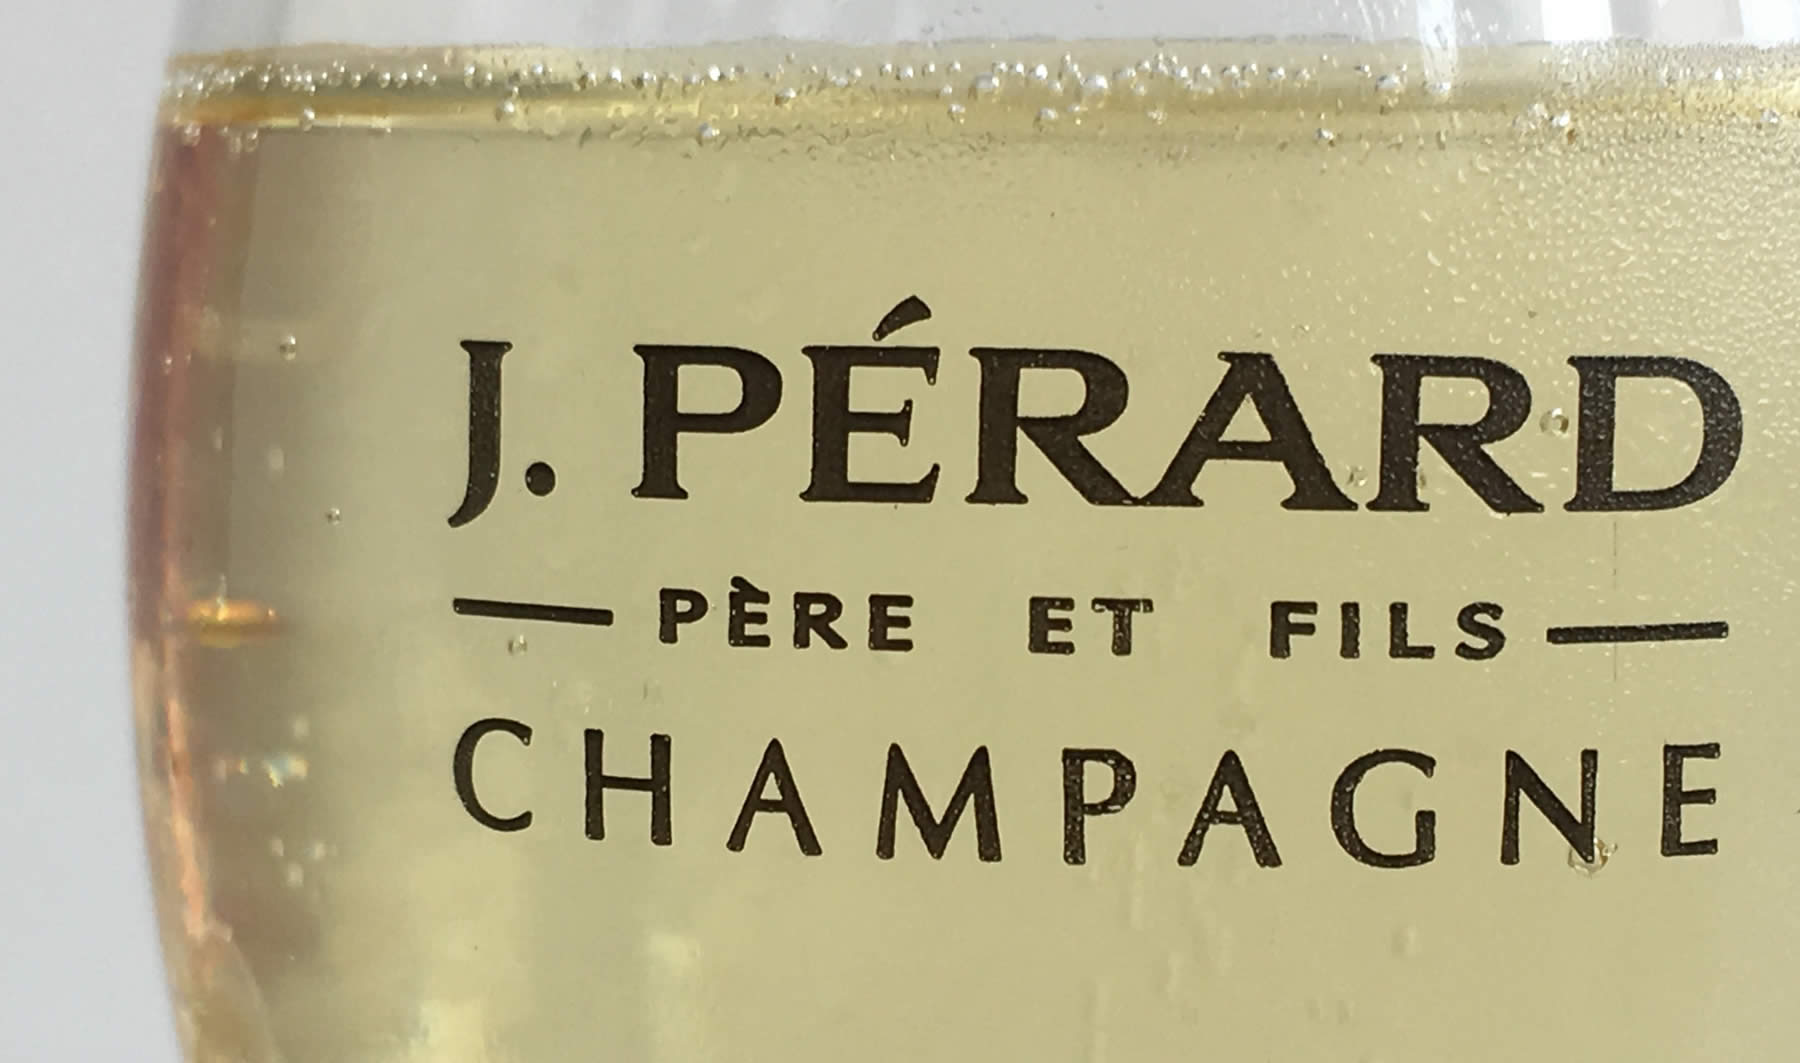 J. PÉRARD
— PÈRE ET FILS —
CHAMPAGNE